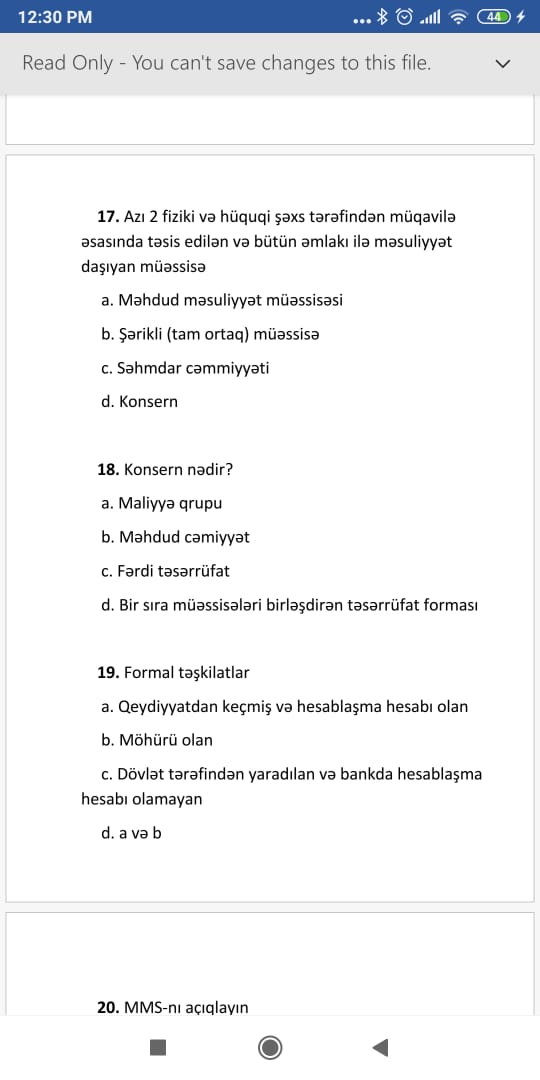 12:30 PM
44
Read Only - You can't save changes to this file.
17. Azı 2 fiziki və hüquqi şəxs tərəfindən müqavilə
əsasında təsis edilən və bütün əmlakı ilə məsuliyyət
daşıyan müəssisə
a. Məhdud məsuliyyət müəssisəsi
b. Şərikli (tam ortaq) müəssisə
c. Səhmdar cəmmiyyəti
d. Konsern
18. Konsern nədir?
a. Maliyyə qrupu
b. Məhdud cəmiyyət
c. Fərdi təsərrüfat
d. Bir sıra müəssisələri birləşdirən təsərrüfat forması
19. Formal təşkilatlar
a. Qeydiyyatdan keçmiş və hesablaşma hesabı olan
b. Möhürü olan
c. Dövlət tərəfindən yaradılan və bankda hesablaşma
hesabı olamayan
d. a və b
20. MMS-nı açıqlayın